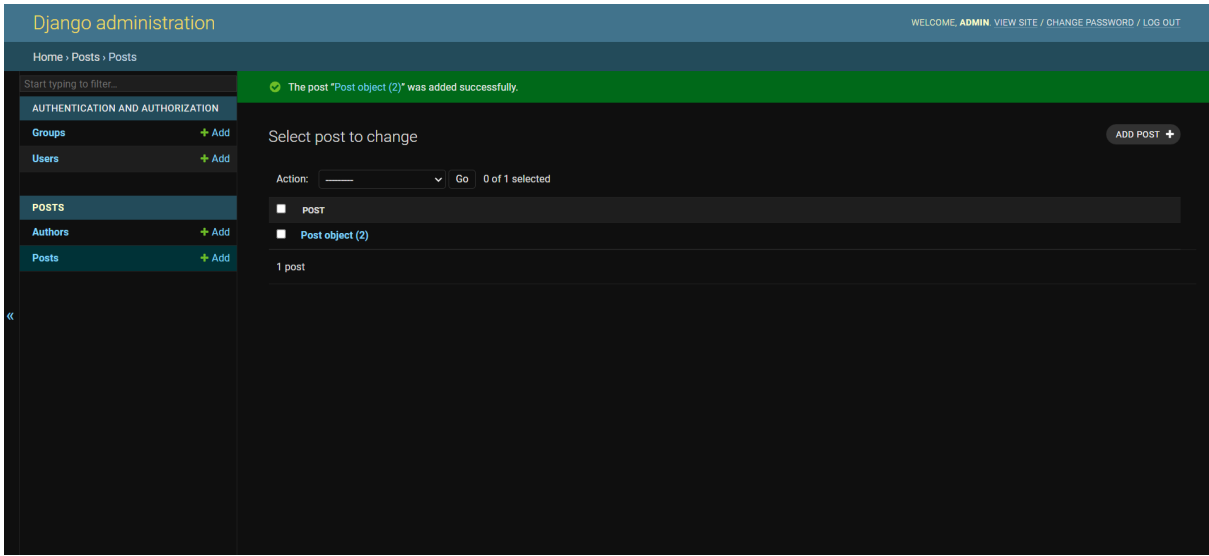 Django administration
WELCOME, ADMIN. VIEW SITE / CHANGE PASSWORD / LOG OUT
Home › Posts › Posts
Start typing to filter...
AUTHENTICATION AND AUTHORIZATION
Groups + Add
Users + Add
POSTS
Authors + Add
Posts + Add
«
The post “Post object (2)” was added successfully.
Select post to change
ADD POST +
Action: --------- Go 0 of 1 selected
POST
Post object (2)
1 post